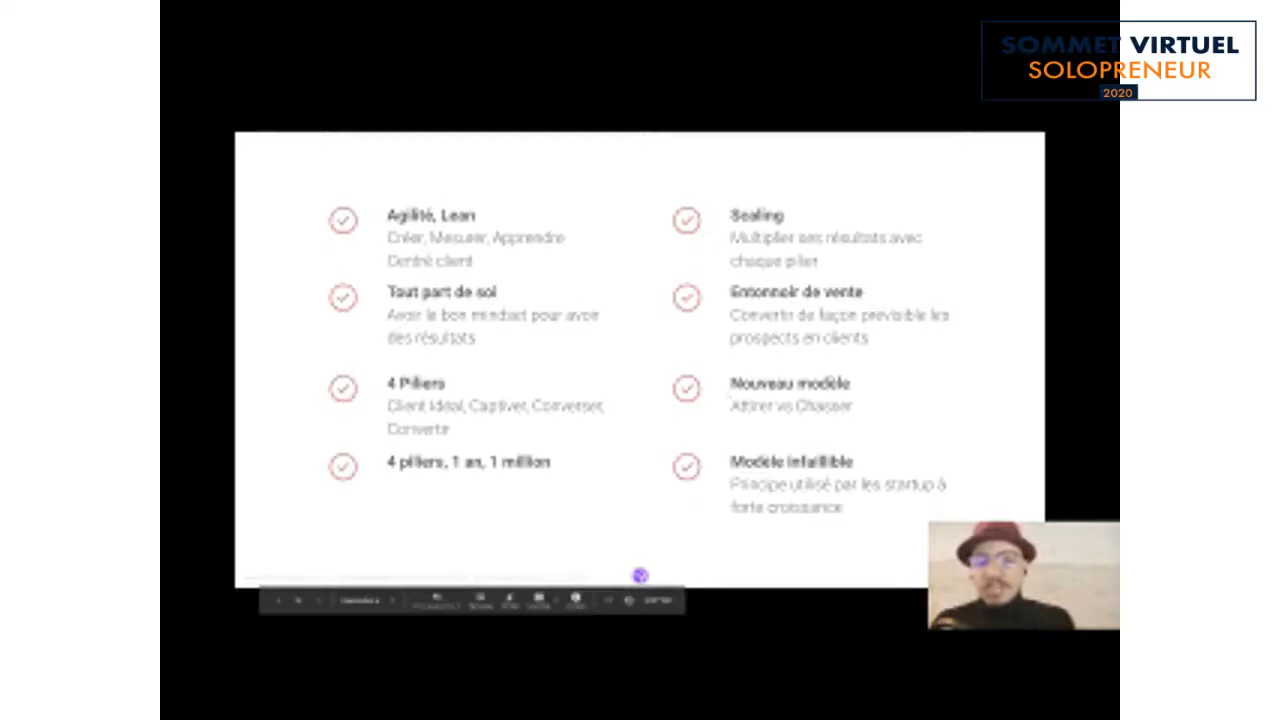 SOMMET VIRTUEL
SOLOPRENEUR
2020
Agilité, Lean
Créer, Mesurer, Apprendre
Centré client
Tout part de soi
Avoir le bon mindset pour avoir
des résultats
4 Piliers
Client Idéal, Captiver, Converser,
Convertir
4 piliers, 1 an, 1 million
Scaling
Multiplier ses résultats avec
chaque pilier
Entonnoir de vente
Convertir de façon prévisible les
prospects en clients
Nouveau modèle
Attirer vs Chasser
Modèle infaillible
Principe utilisé par les startup à
forte croissance